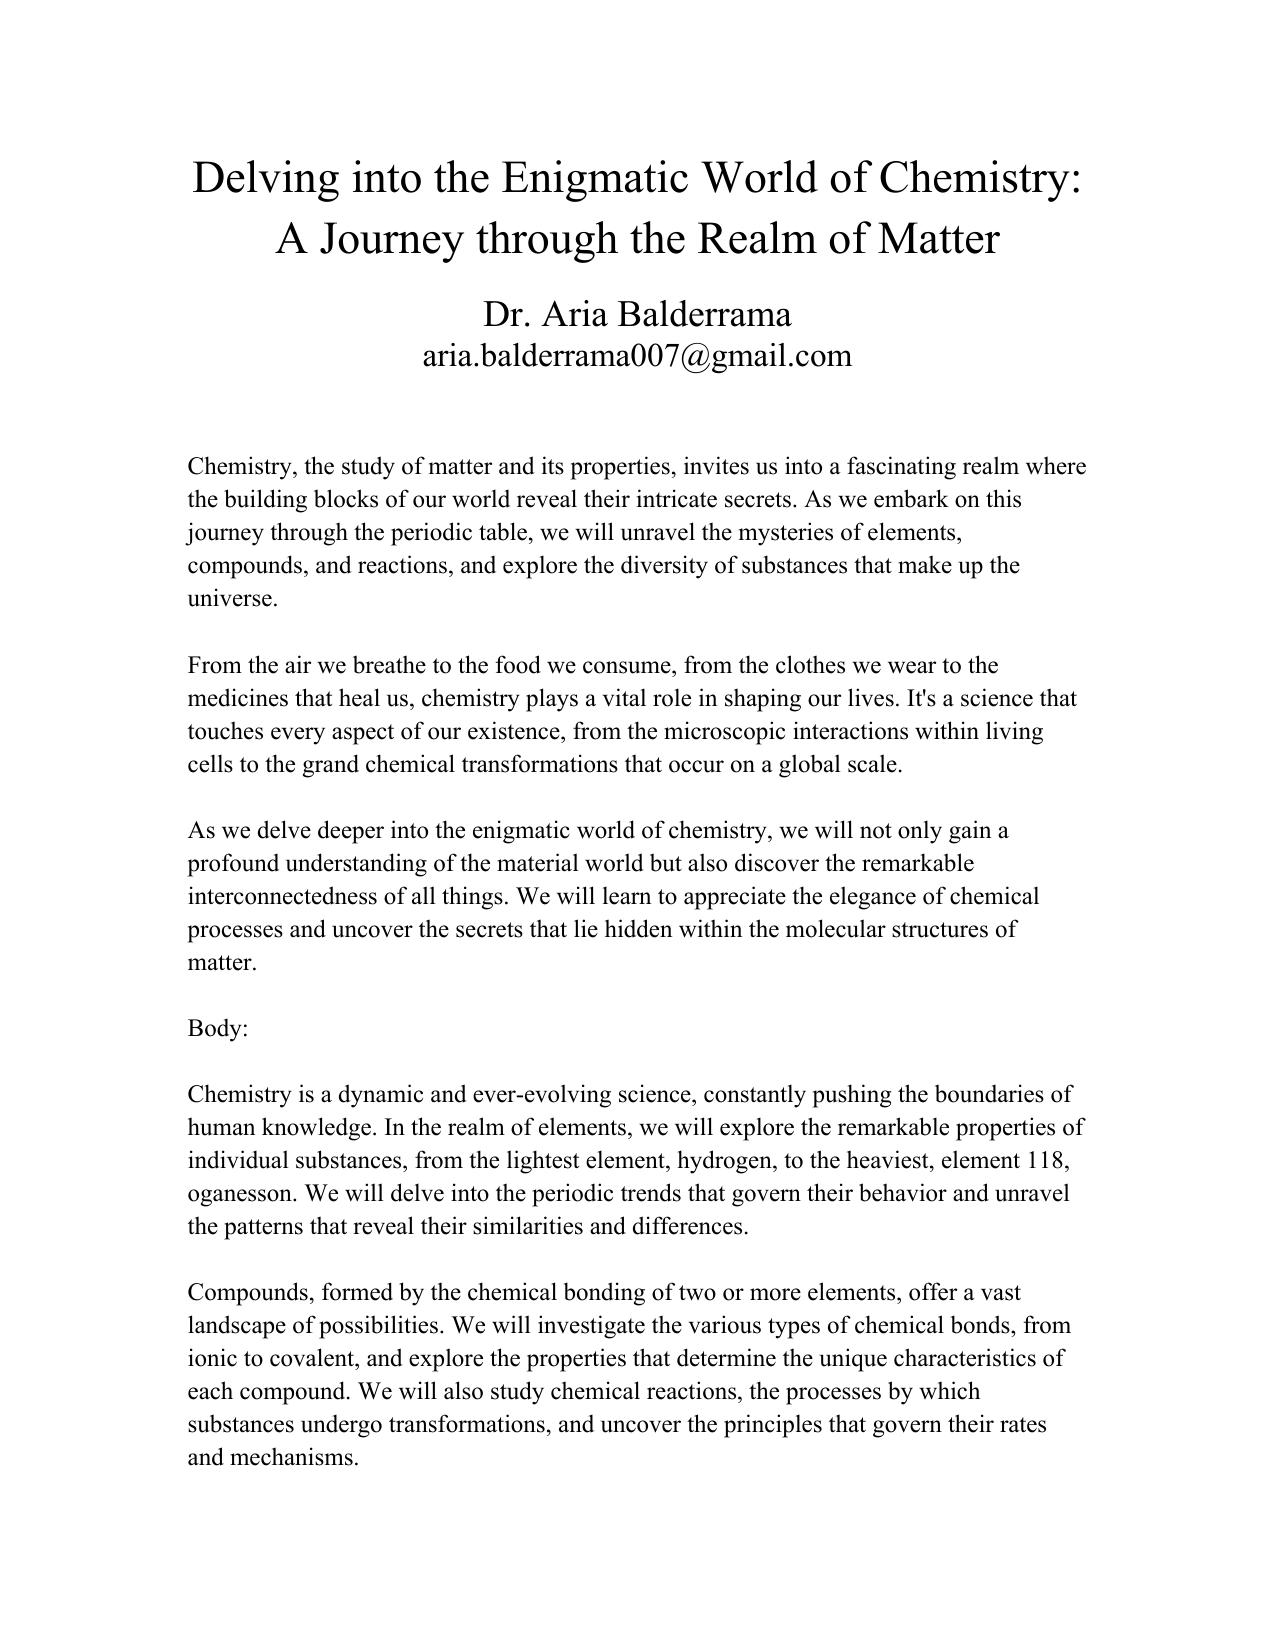 Delving into the Enigmatic World of Chemistry:
A Journey through the Realm of Matter
Dr. Aria Balderrama
aria.balderrama007@gmail.com
Chemistry, the study of matter and its properties, invites us into a fascinating realm where
the building blocks of our world reveal their intricate secrets. As we embark on this
journey through the periodic table, we will unravel the mysteries of elements,
compounds, and reactions, and explore the diversity of substances that make up the
universe.
From the air we breathe to the food we consume, from the clothes we wear to the
medicines that heal us, chemistry plays a vital role in shaping our lives. It's a science that
touches every aspect of our existence, from the microscopic interactions within living
cells to the grand chemical transformations that occur on a global scale.
As we delve deeper into the enigmatic world of chemistry, we will not only gain a
profound understanding of the material world but also discover the remarkable
interconnectedness of all things. We will learn to appreciate the elegance of chemical
processes and uncover the secrets that lie hidden within the molecular structures of
matter.
Body:
Chemistry is a dynamic and ever-evolving science, constantly pushing the boundaries of
human knowledge. In the realm of elements, we will explore the remarkable properties of
individual substances, from the lightest element, hydrogen, to the heaviest, element 118,
oganesson. We will delve into the periodic trends that govern their behavior and unravel
the patterns that reveal their similarities and differences.
Compounds, formed by the chemical bonding of two or more elements, offer a vast
landscape of possibilities. We will investigate the various types of chemical bonds, from
ionic to covalent, and explore the properties that determine the unique characteristics of
each compound. We will also study chemical reactions, the processes by which
substances undergo transformations, and uncover the principles that govern their rates
and mechanisms.